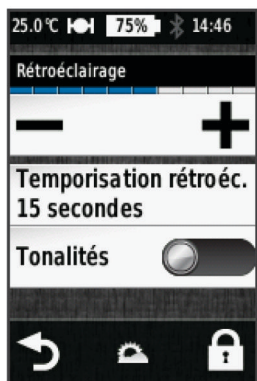 25.0℃ 75% 14:46
Rétroéclairage
Temporisation rétroéc.
15 secondes
Tonalités